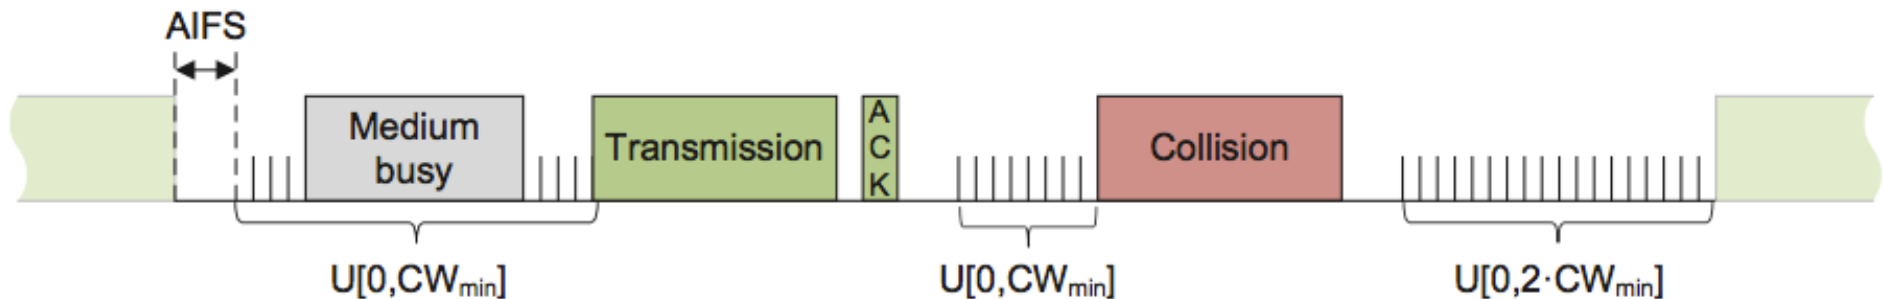 AIFS
Medium
busy
Transmission
A
C
K
Collision
U[0,CWmin]
U[0,CWmin]
U[0,2·CWmin]